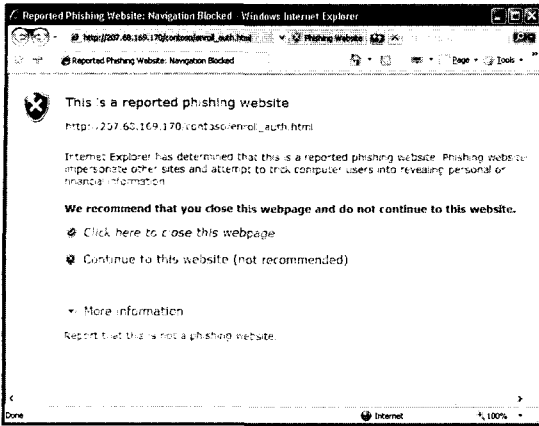 Reported Phishing Website: Navigation Blocked - Windows Internet Explorer
http://207.68.169.170/contoso/enroll_auth.html
Phishing Website
Reported Phishing Website: Navigation Blocked
Page
Tools
This is a reported phishing website
http://207.68.169.170/contoso/enroll_auth.html
Internet Explorer has determined that this is a reported phishing website. Phishing websites
impersonate other sites and attempt to trick computer users into revealing personal or
financial information.
We recommend that you close this webpage and do not continue to this website.
Click here to close this webpage
Continue to this website (not recommended)
More information
Report that this is not a phishing website.
Done
Internet
100%